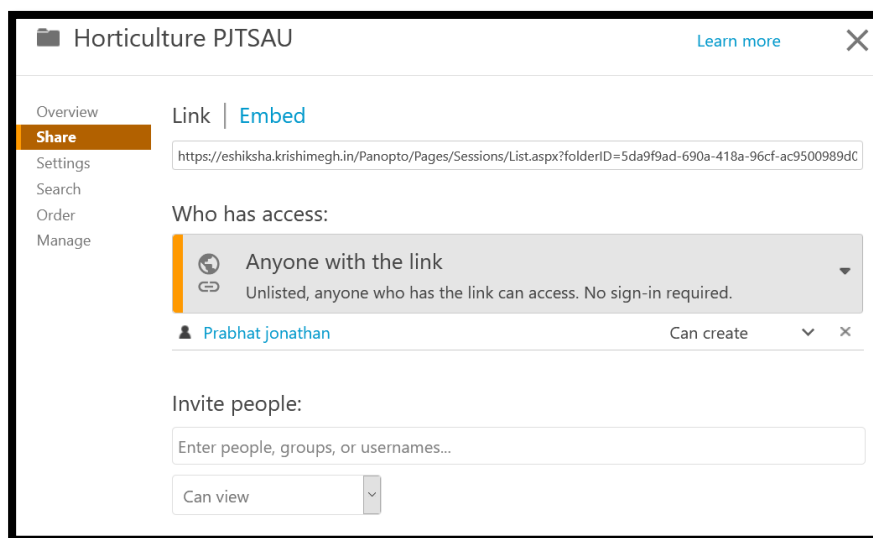 Horticulture PJTSAU
Learn more
Overview
Share
Settings
Search
Order
Manage
Link | Embed
https://eshiksha.krishimegh.in/Panopto/Pages/Sessions/List.aspx?folderID=5da9f9ad-690a-418a-96cf-ac9500989d0
Who has access:
Anyone with the link
Unlisted, anyone who has the link can access. No sign-in required.
Prabhat jonathan Can create
Invite people:
Enter people, groups, or usernames...
Can view